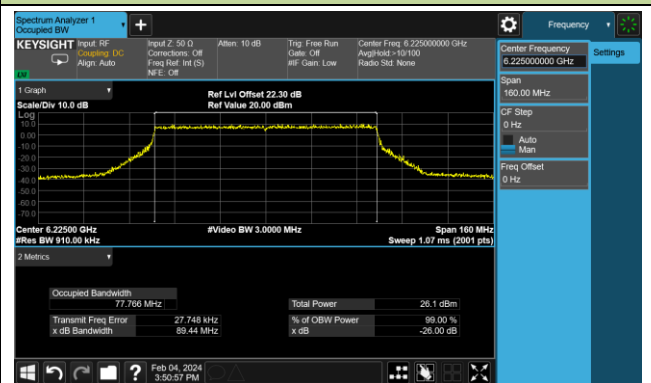 Spectrum Analyzer 1
Occupied BW
+
Frequency
KEYSIGHT
Input: RF
Coupling: DC
Align: Auto
Input Z: 50 Ω
Corrections: Off
Freq Ref: Int (S)
NFE: Off
Atten: 10 dB
Trig: Free Run
Gate: Off
#IF Gain: Low
Center Freq: 6.225000000 GHz
Avg|Hold:>10/100
Radio Std: None
Center Frequency
6.225000000 GHz
Settings
Span
160.00 MHz
CF Step
0 Hz
Auto
Man
Freq Offset
0 Hz
1 Graph
Scale/Div 10.0 dB
Ref Lvl Offset 22.30 dB
Ref Value 20.00 dBm
Log
10.0
0.00
-10.0
-20.0
-30.0
-40.0
-50.0
-60.0
-70.0
Center 6.22500 GHz
#Video BW 3.0000 MHz
Span 160 MHz
#Res BW 910.00 kHz
Sweep 1.07 ms (2001 pts)
2 Metrics
Occupied Bandwidth
77.766 MHz
Total Power 26.1 dBm
Transmit Freq Error 27.748 kHz
% of OBW Power 99.00 %
x dB Bandwidth 89.44 MHz
x dB -26.00 dB
?
Feb 04, 2024
3:50:57 PM